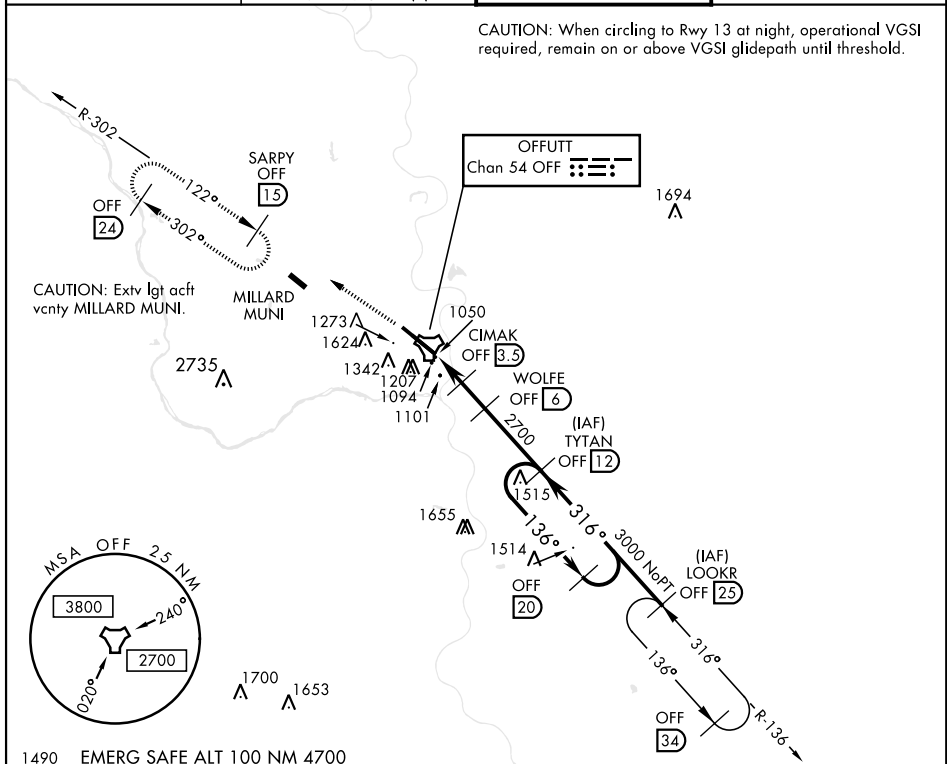 CAUTION: When circling to Rwy 13 at night, operational VGSI
required, remain on or above VGSI glidepath until threshold.
R-302
SARPY
OFF
15
122°
302°
OFF
24
OFFUTT
Chan 54 OFF
1694
CAUTION: Extv lgt acft
vcnty MILLARD MUNI.
MILLARD
MUNI
1050
1273
1624
1342
1207
1094
1101
2735
CIMAK
OFF 3.5
WOLFE
OFF 6
2700
(IAF)
TYTAN
OFF 12
1515
316°
136°
3000 NoPT
1655
1514
OFF
20
(IAF)
LOOKR
OFF 25
316°
136°
OFF
34
R-136
MSA OFF 25 NM
3800
240°
2700
020°
1700
1653
1490 EMERG SAFE ALT 100 NM 4700